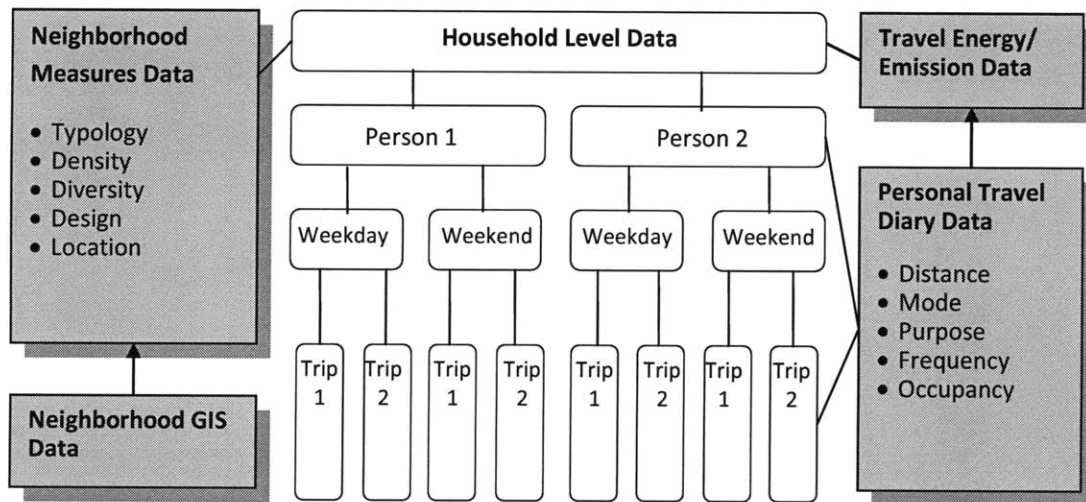 Neighborhood
Measures Data
• Typology
• Density
• Diversity
• Design
• Location
Neighborhood GIS
Data
Household Level Data
Person 1
Person 2
Weekday
Weekend
Weekday
Weekend
Trip
1
Trip
2
Trip
1
Trip
2
Trip
1
Trip
2
Trip
1
Trip
2
Travel Energy/
Emission Data
Personal Travel
Diary Data
• Distance
• Mode
• Purpose
• Frequency
• Occupancy